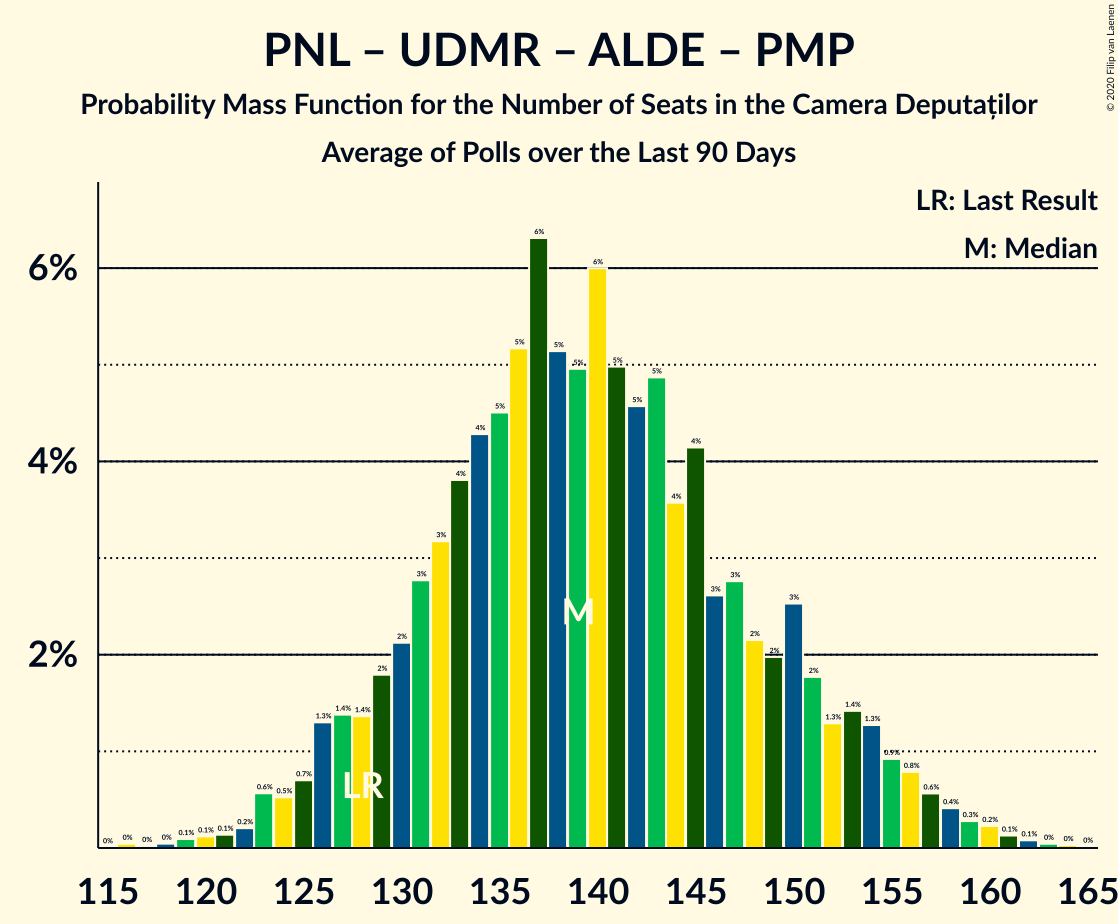 PNL – UDMR – ALDE – PMP
Probability Mass Function for the Number of Seats in the Camera Deputaților
Average of Polls over the Last 90 Days
© 2020 Filip van Laenen
LR: Last Result
M: Median
6%
4%
2%
0% 0% 0% 0% 0.1% 0.1% 0.1% 0.2% 0.6% 0.5% 0.7% 1.3% 1.4% 1.4% 2% 2% 3% 3% 4% 4% 5% 5% 6% 5% 5% 6% 5% 5% 5% 4% 4% 3% 3% 2% 2% 3% 2% 1.3% 1.4% 1.3% 0.9% 0.8% 0.6% 0.4% 0.3% 0.2% 0.1% 0.1% 0% 0% 0%
M
LR
115 120 125 130 135 140 145 150 155 160 165